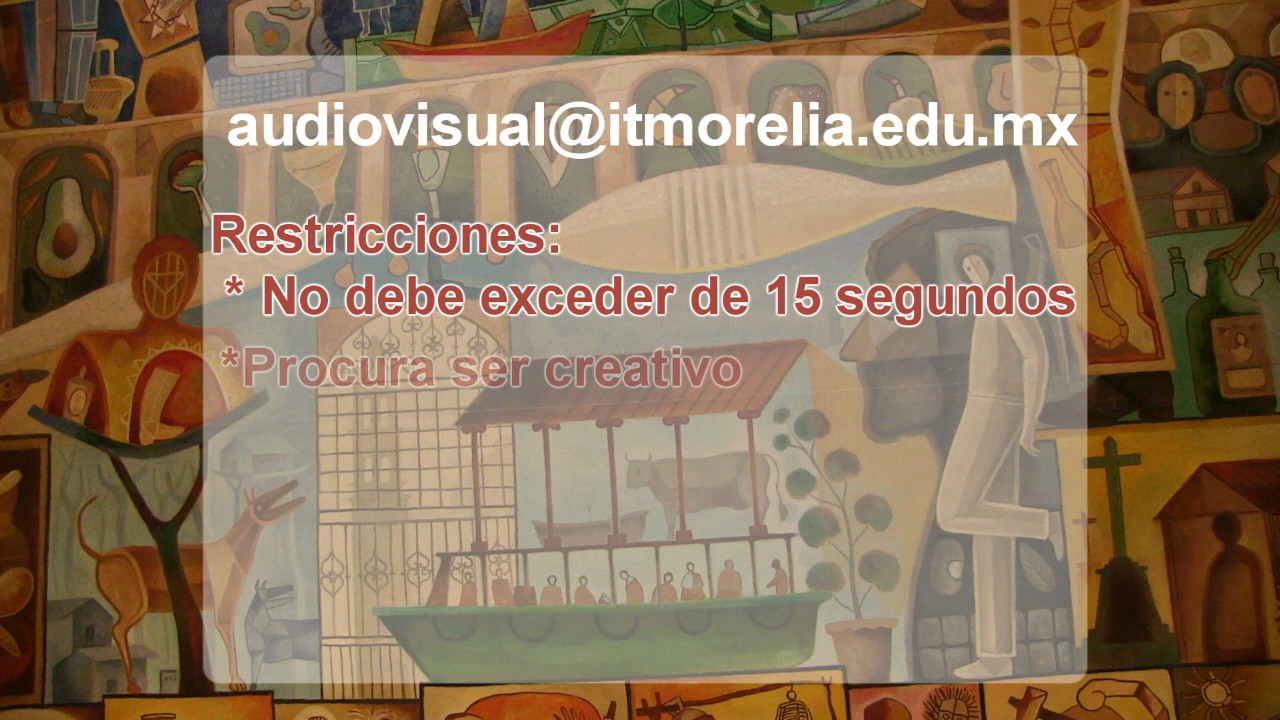 audiovisual@itmorelia.edu.mx
Restricciones:
* No debe exceder de 15 segundos
*Procura ser creativo